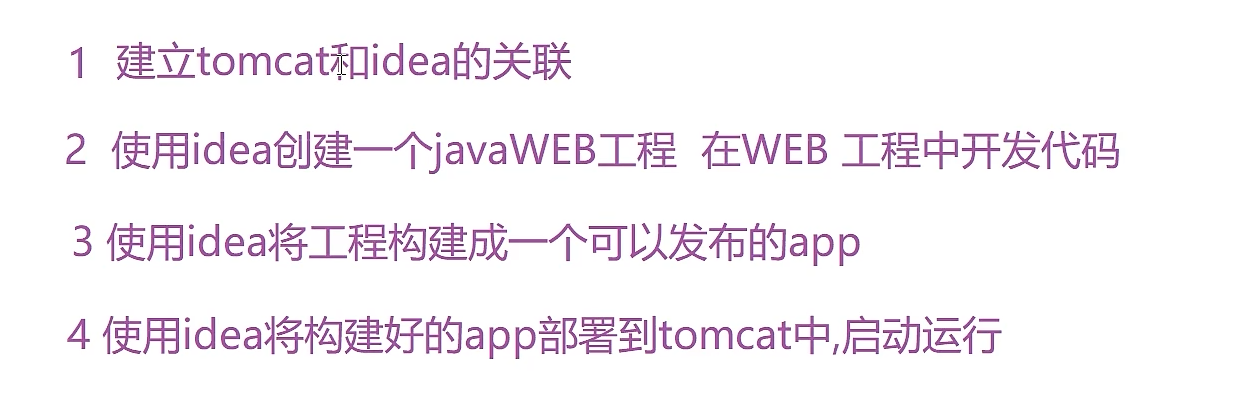 1 建立tomcat和idea的关联
2 使用idea创建一个javaWEB工程 在WEB 工程中开发代码
3 使用idea将工程构建成一个可以发布的app
4 使用idea将构建好的app部署到tomcat中,启动运行